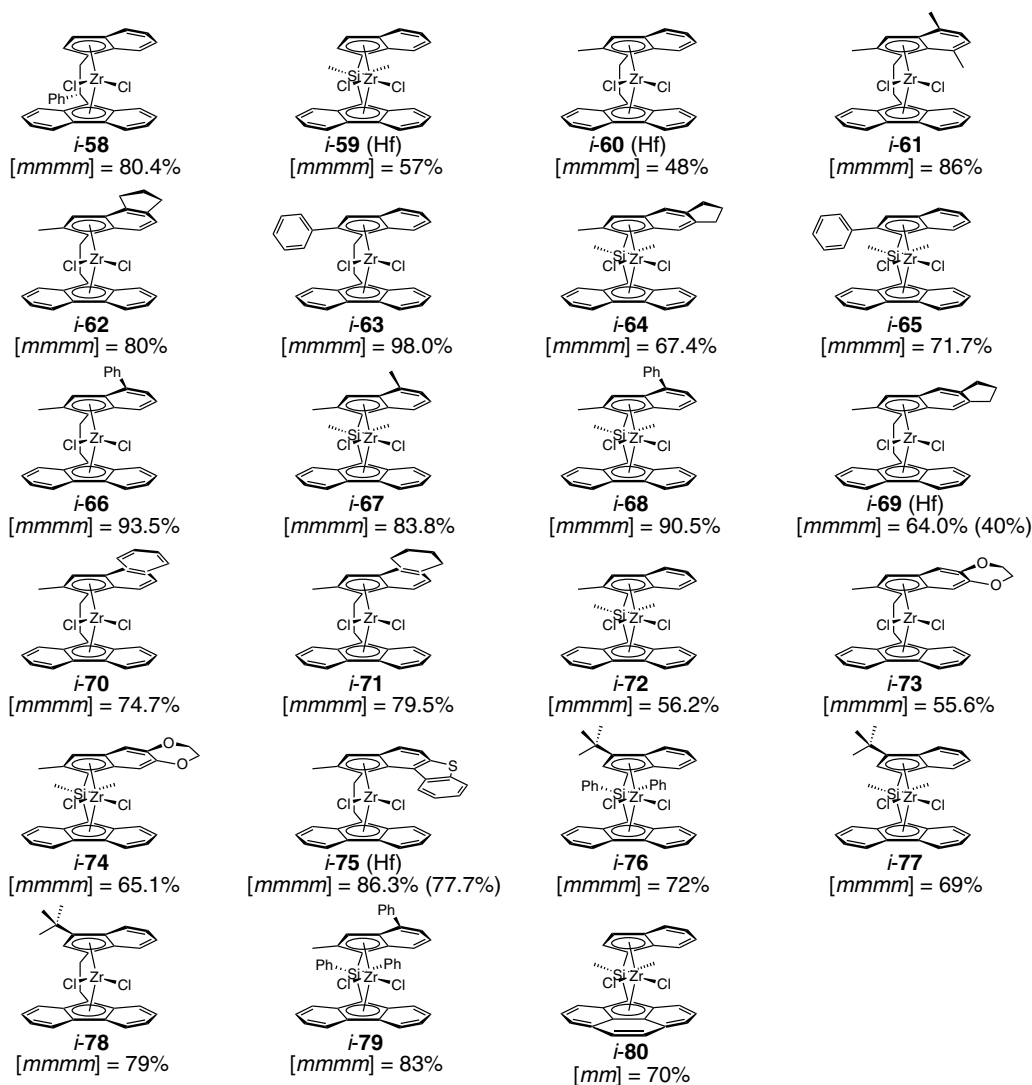 Si
Cl Zr Cl
Cl Zr Cl
Cl Zr Cl
Cl Zr Cl
Ph
i-58
i-59 (Hf)
i-60 (Hf)
i-61
[mmmm] = 80.4%
[mmmm] = 57%
[mmmm] = 48%
[mmmm] = 86%
Cl Zr Cl
Cl Zr Cl
Si
Cl Zr Cl
Si
Cl Zr Cl
i-62
i-63
i-64
i-65
[mmmm] = 80%
[mmmm] = 98.0%
[mmmm] = 67.4%
[mmmm] = 71.7%
Ph
Ph
Cl Zr Cl
Si
Cl Zr Cl
Si
Cl Zr Cl
Cl Zr Cl
i-66
i-67
i-68
i-69 (Hf)
[mmmm] = 93.5%
[mmmm] = 83.8%
[mmmm] = 90.5%
[mmmm] = 64.0% (40%)
O
O
Cl Zr Cl
Cl Zr Cl
Si
Cl Zr Cl
Cl Zr Cl
i-70
i-71
i-72
i-73
[mmmm] = 74.7%
[mmmm] = 79.5%
[mmmm] = 56.2%
[mmmm] = 55.6%
O
O
S
Si
Cl Zr Cl
Cl Zr Cl
Ph Si Ph
Cl Zr Cl
Si
Cl Zr Cl
i-74
i-75 (Hf)
i-76
i-77
[mmmm] = 65.1%
[mmmm] = 86.3% (77.7%)
[mmmm] = 72%
[mmmm] = 69%
Ph
Cl Zr Cl
Ph Si Ph
Cl Zr Cl
Si
Cl Zr Cl
i-78
i-79
i-80
[mmmm] = 79%
[mmmm] = 83%
[mm] = 70%